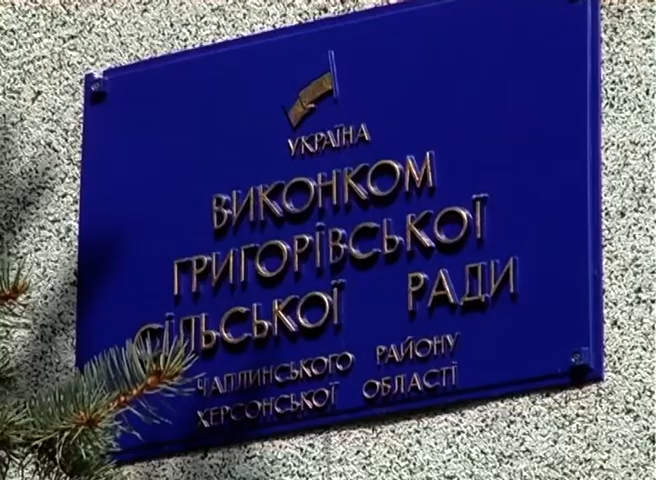 УКРАЇНА
ВИКОНКОМ
ГРИГОРІВСЬКОЇ
СІЛЬСЬКОЇ РАДИ
ЧАПЛИНСЬКОГО РАЙОНУ
ХЕРСОНСЬКОЇ ОБЛАСТІ